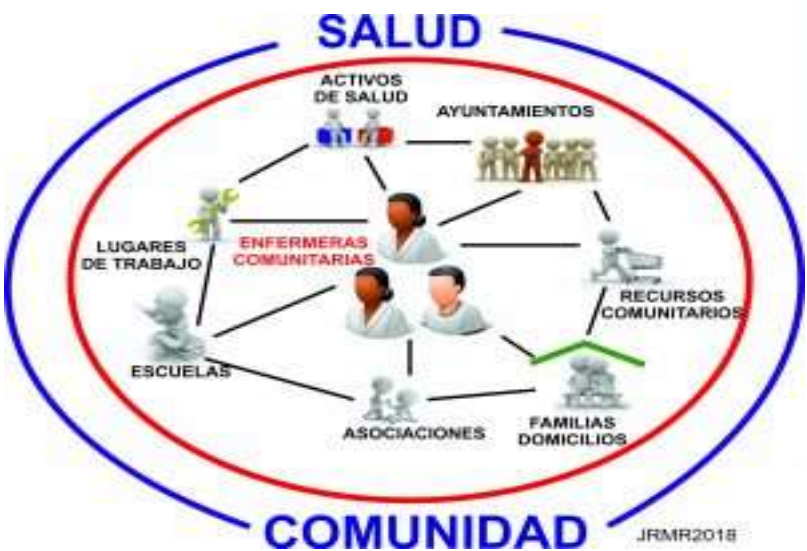 SALUD
ACTIVOS
DE SALUD
AYUNTAMIENTOS
LUGARES
DE TRABAJO
ENFERMERAS
COMUNITARIAS
RECURSOS
COMUNITARIOS
ESCUELAS
ASOCIACIONES
FAMILIAS
DOMICILIOS
COMUNIDAD
JRMR2018